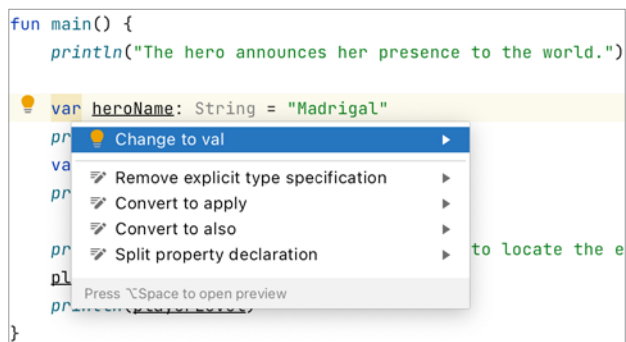 fun main() {
println("The hero announces her presence to the world.")
var heroName: String = "Madrigal"
pr
Change to val
va
Remove explicit type specification
pr
Convert to apply
Convert to also
pr
Split property declaration
to locate the e
pl
Press ⌥Space to open preview
println(playerLevel)
}